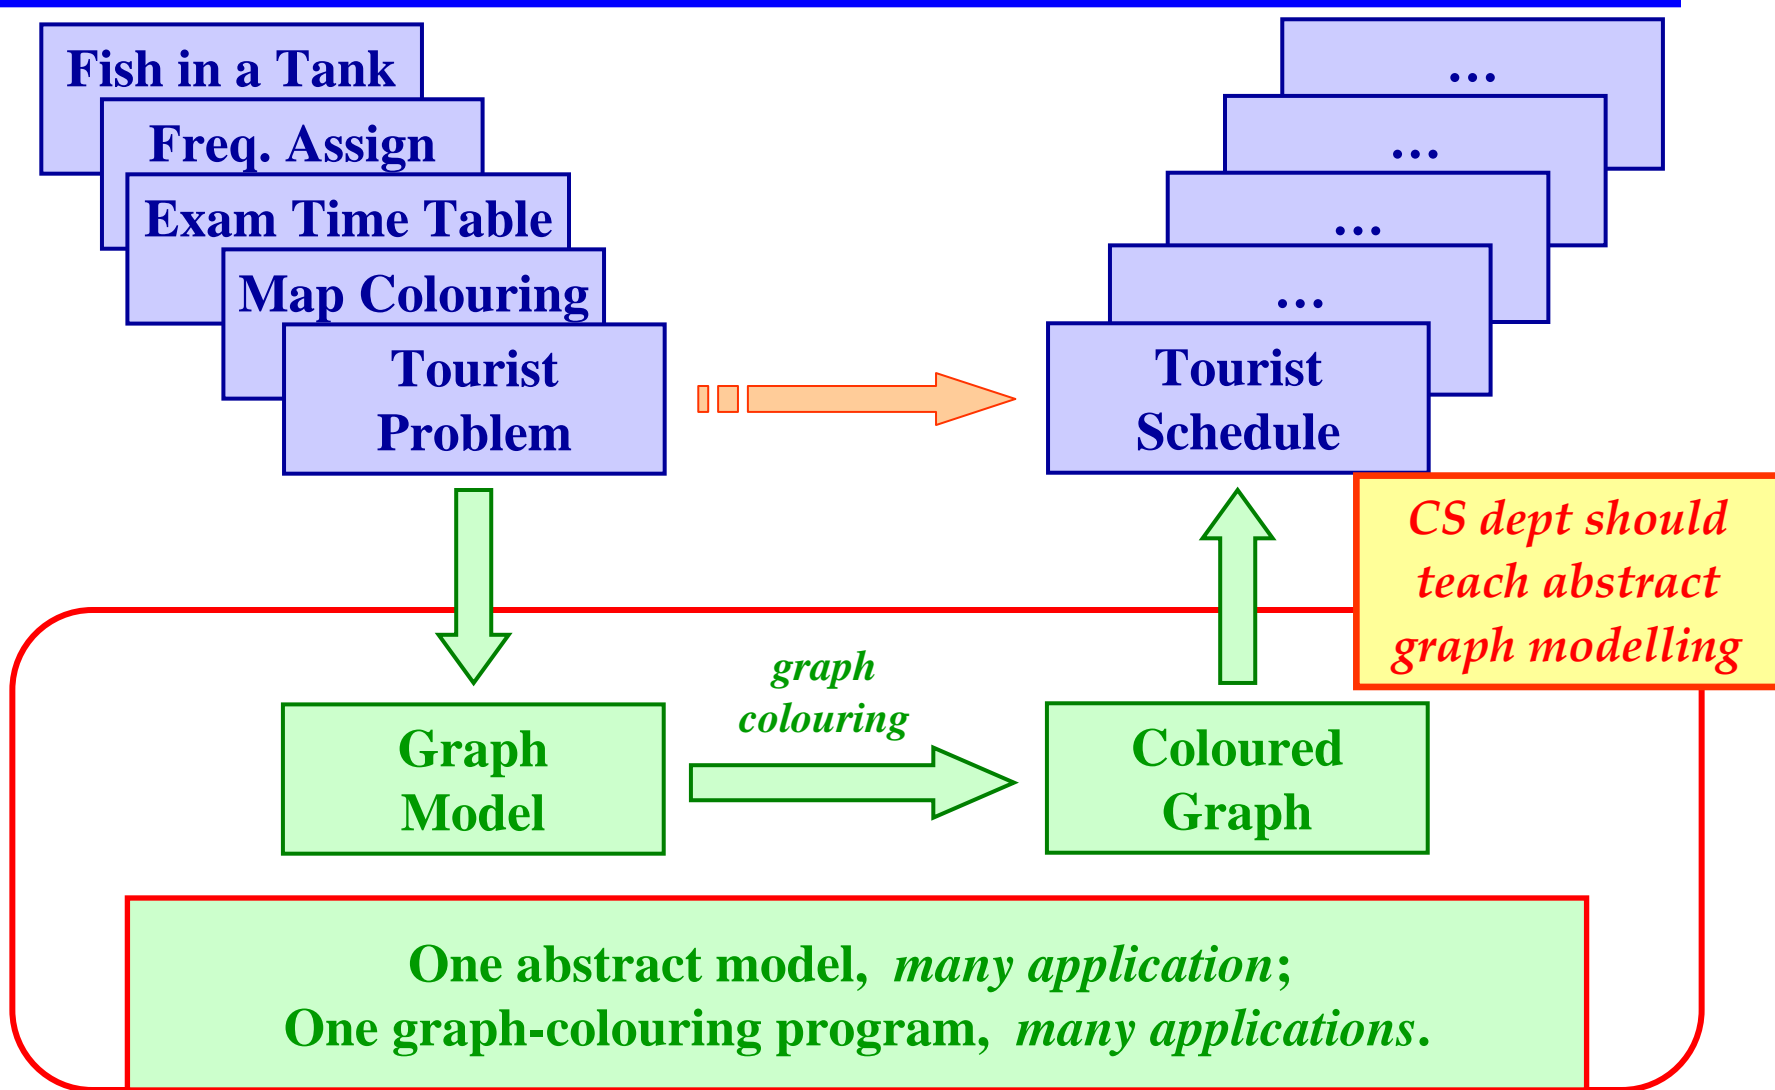 Fish in a Tank
Freq. Assign
Exam Time Table
Map Colouring
Tourist
Problem
…
…
…
…
Tourist
Schedule
CS dept should
teach abstract
graph modelling
graph
colouring
Graph
Model
Coloured
Graph
One abstract model, many application;
One graph-colouring program, many applications.